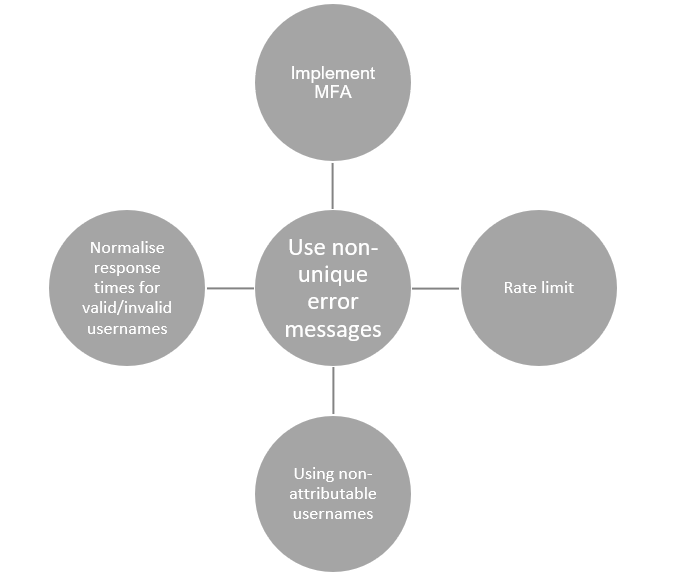 Implement
MFA
Normalise
response
times for
valid/invalid
usernames
Use non-
unique
error
messages
Rate limit
Using non-
attributable
usernames